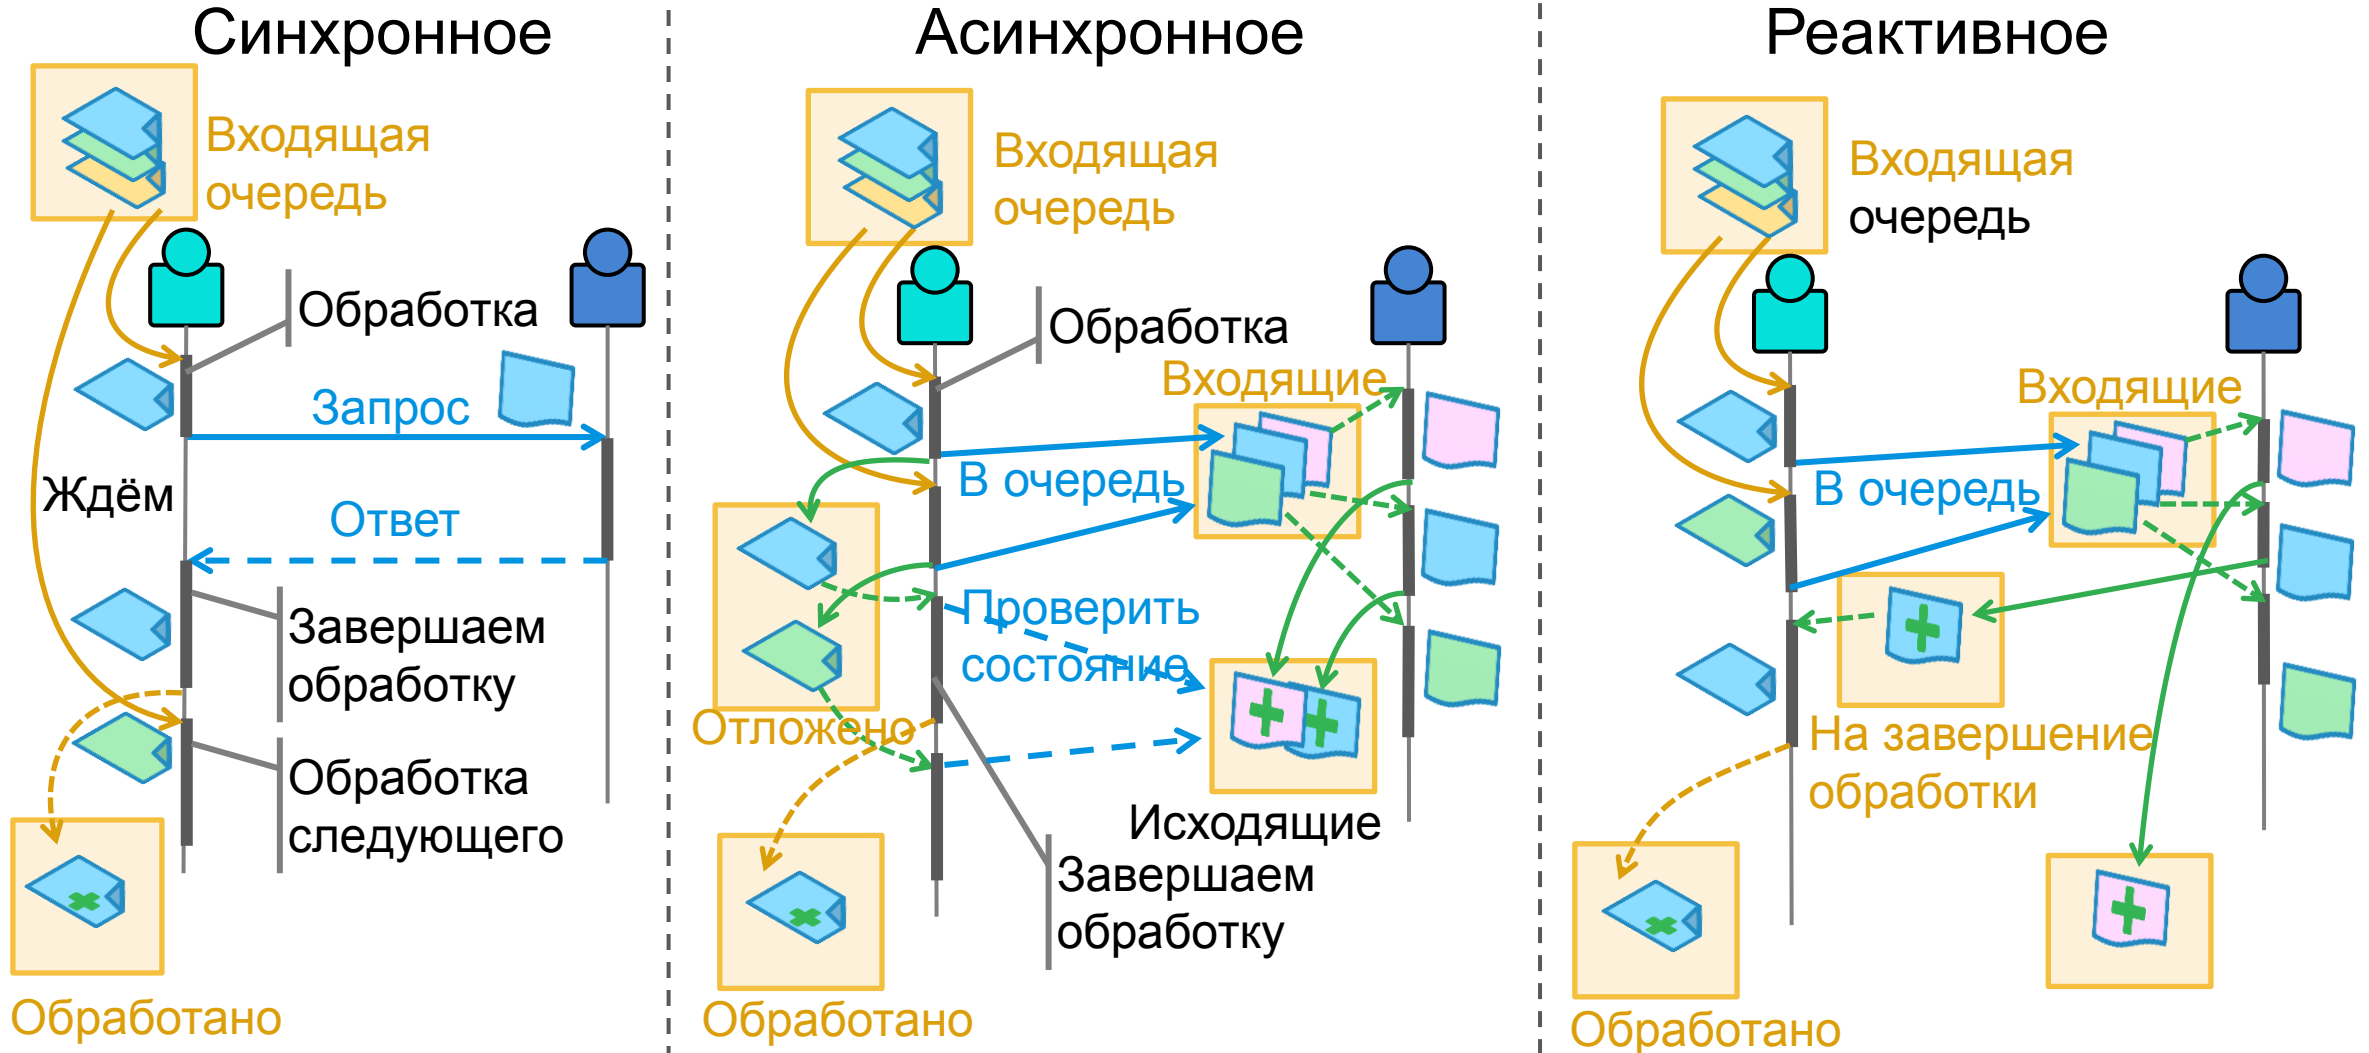 Синхронное
Входящая
очередь
Обработка
Запрос
Ждём
Ответ
Завершаем
обработку
Обработка
следующего
Обработано
Асинхронное
Входящая
очередь
Обработка
Входящие
В очередь
Проверить
состояние
Отложено
Исходящие
Завершаем
обработку
Обработано
Реактивное
Входящая
очередь
Входящие
В очередь
На завершение
обработки
Обработано